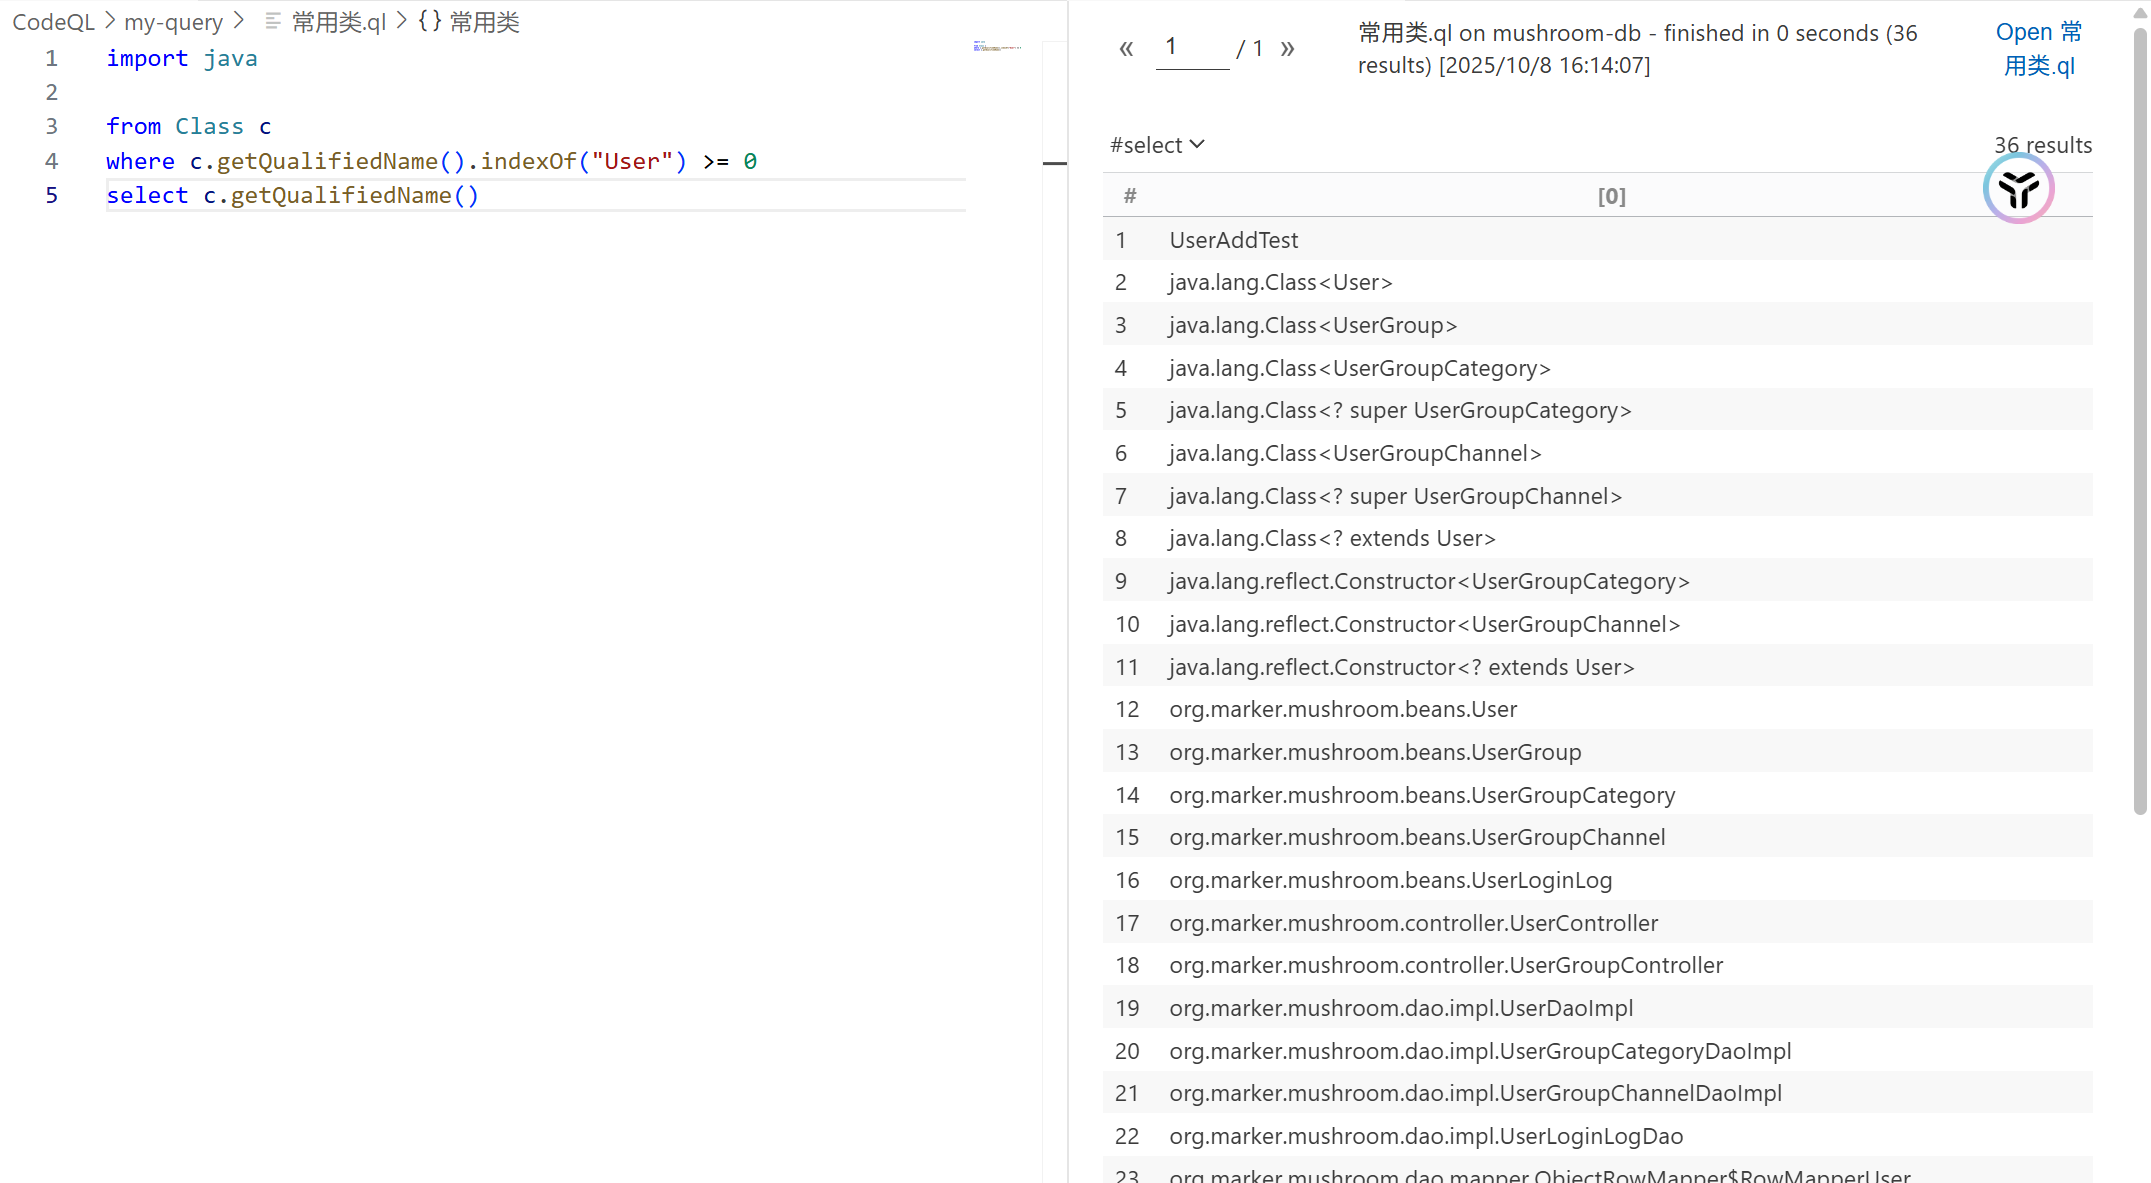 CodeQL > my-query > 常用类.ql > {} 常用类
1 import java
2
3 from Class c
4 where c.getQualifiedName().indexOf("User") >= 0
5 select c.getQualifiedName()
« 1 / 1 »
常用类.ql on mushroom-db - finished in 0 seconds (36
results) [2025/10/8 16:14:07]
Open 常
用类.ql
#select
36 results
# [0]
1 UserAddTest
2 java.lang.Class<User>
3 java.lang.Class<UserGroup>
4 java.lang.Class<UserGroupCategory>
5 java.lang.Class<? super UserGroupCategory>
6 java.lang.Class<UserGroupChannel>
7 java.lang.Class<? super UserGroupChannel>
8 java.lang.Class<? extends User>
9 java.lang.reflect.Constructor<UserGroupCategory>
10 java.lang.reflect.Constructor<UserGroupChannel>
11 java.lang.reflect.Constructor<? extends User>
12 org.marker.mushroom.beans.User
13 org.marker.mushroom.beans.UserGroup
14 org.marker.mushroom.beans.UserGroupCategory
15 org.marker.mushroom.beans.UserGroupChannel
16 org.marker.mushroom.beans.UserLoginLog
17 org.marker.mushroom.controller.UserController
18 org.marker.mushroom.controller.UserGroupController
19 org.marker.mushroom.dao.impl.UserDaoImpl
20 org.marker.mushroom.dao.impl.UserGroupCategoryDaoImpl
21 org.marker.mushroom.dao.impl.UserGroupChannelDaoImpl
22 org.marker.mushroom.dao.impl.UserLoginLogDao
23 org.marker.mushroom.dao.mapper.ObjectRowMapper$RowMapperUser